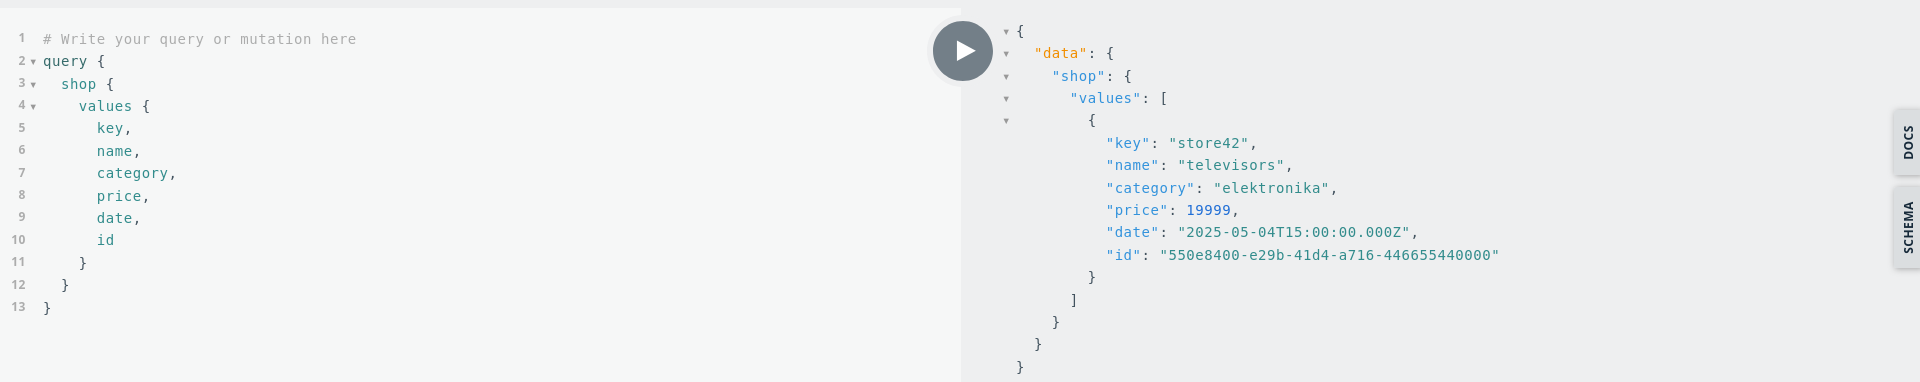 1 # Write your query or mutation here
2 query {
3 shop {
4 values {
5 key,
6 name,
7 category,
8 price,
9 date,
10 id
11 }
12 }
13 }
{
"data": {
"shop": {
"values": [
{
"key": "store42",
"name": "televisors",
"category": "elektronika",
"price": 19999,
"date": "2025-05-04T15:00:00.000Z",
"id": "550e8400-e29b-41d4-a716-446655440000"
}
]
}
}
}
DOCS
SCHEMA